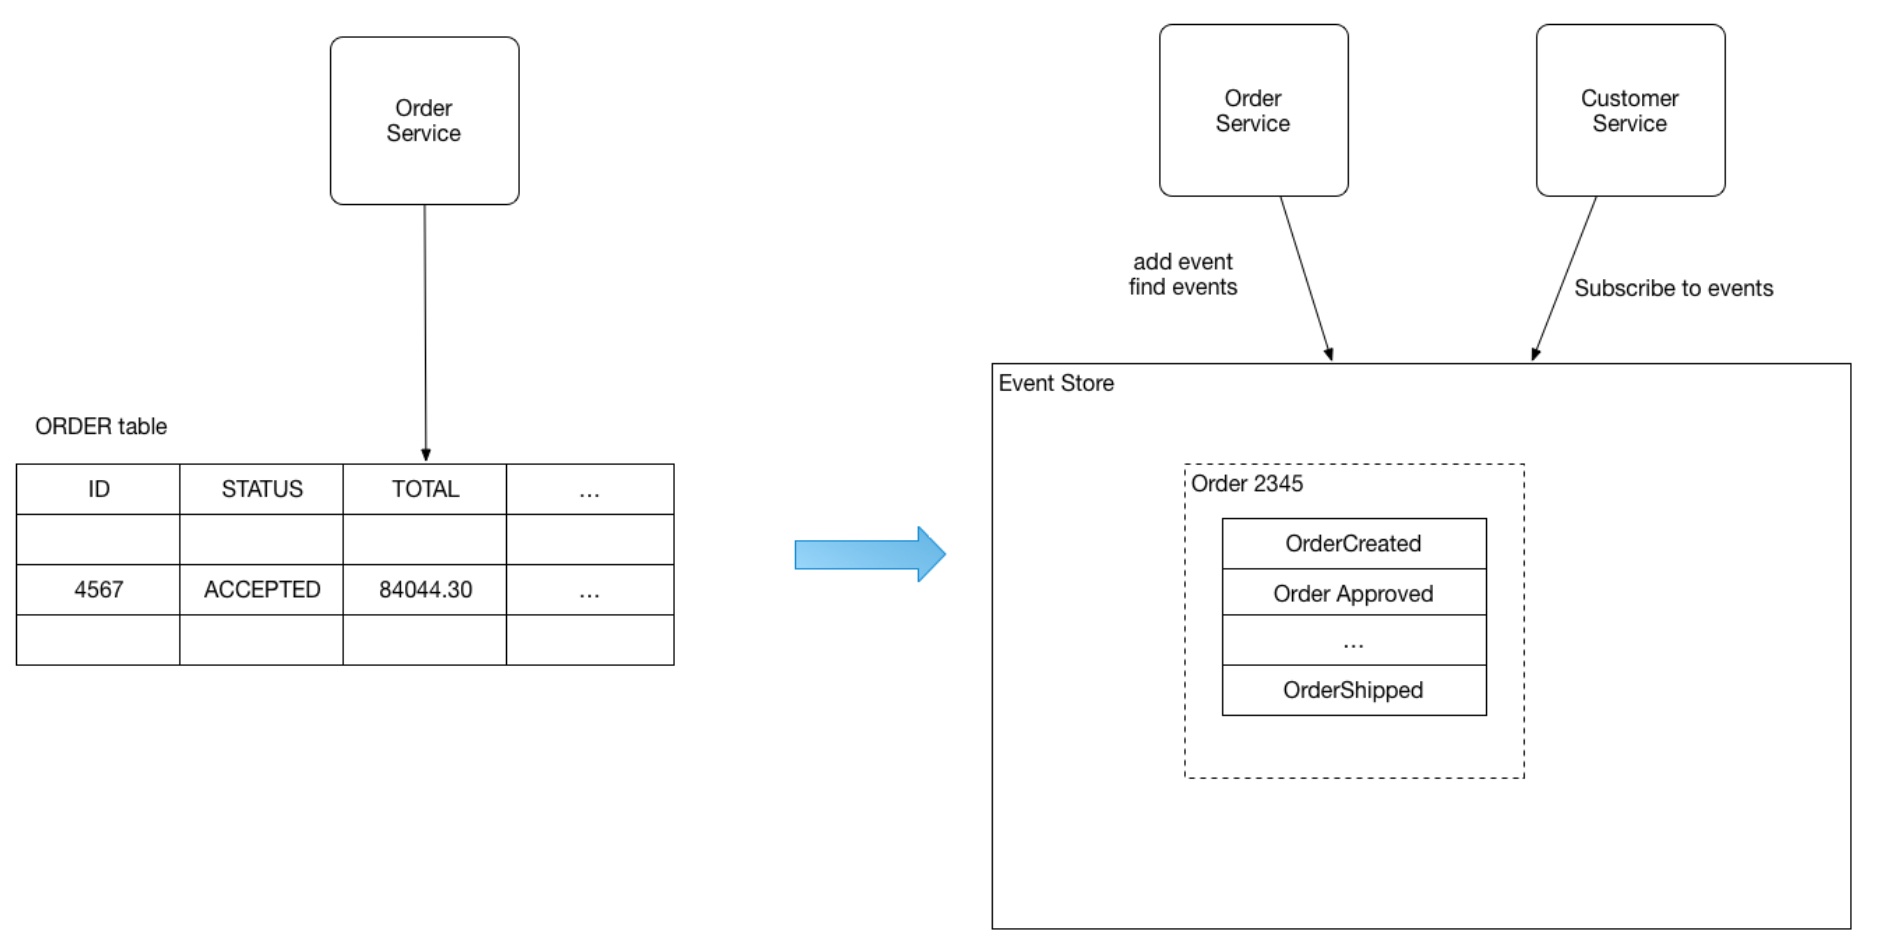 Order
Service
ORDER table
ID STATUS TOTAL ...
4567 ACCEPTED 84044.30 ...
Order
Service
Customer
Service
add event
find events
Subscribe to events
Event Store
Order 2345
OrderCreated
Order Approved
...
OrderShipped